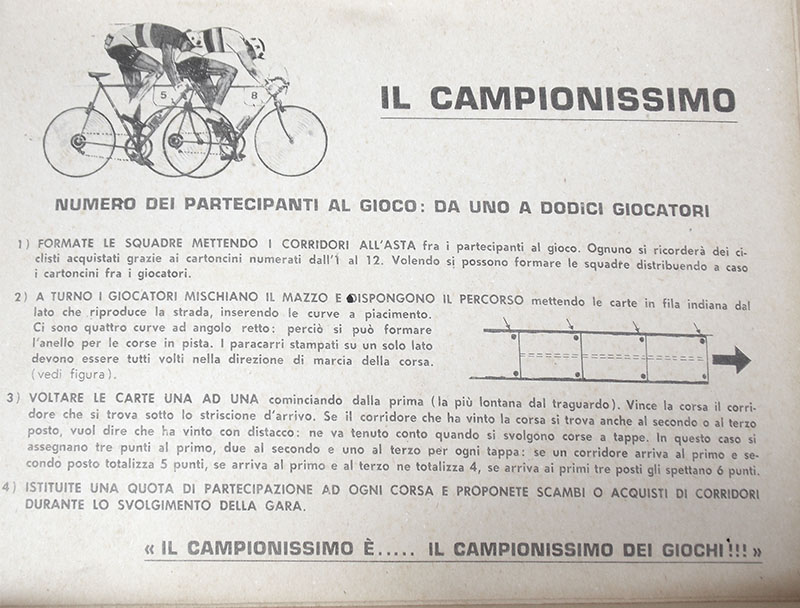 5 8
IL CAMPIONISSIMO
NUMERO DEI PARTECIPANTI AL GIOCO: DA UNO A DODICI GIOCATORI
1) FORMATE LE SQUADRE METTENDO I CORRIDORI ALL'ASTA fra i partecipanti al gioco. Ognuno si ricorderà dei ci-
clisti acquistati grazie ai cartoncini numerati dall'1 al 12. Volendo si possono formare le squadre distribuendo a caso
i cartoncini fra i giocatori.
2) A TURNO I GIOCATORI MISCHIANO IL MAZZO E DISPONGONO IL PERCORSO mettendo le carte in fila indiana dal
lato che riproduce la strada, inserendo le curve a piacimento.
Ci sono quattro curve ad angolo retto: perciò si può formare
l'anello per le corse in pista. I paracarri stampati su un solo lato
devono essere tutti volti nella direzione di marcia della corsa.
(vedi figura).
3) VOLTARE LE CARTE UNA AD UNA cominciando dalla prima (la più lontana dal traguardo). Vince la corsa il corri-
dore che si trova sotto lo striscione d'arrivo. Se il corridore che ha vinto la corsa si trova anche al secondo o al terzo
posto, vuol dire che ha vinto con distacco: ne va tenuto conto quando si svolgono corse a tappe. In questo caso si
assegnano tre punti al primo, due al secondo e uno al terzo per ogni tappa: se un corridore arriva al primo e se-
condo posto totalizza 5 punti, se arriva al primo e al terzo ne totalizza 4, se arriva ai primi tre posti gli spettano 6 punti.
4) ISTITUITE UNA QUOTA DI PARTECIPAZIONE AD OGNI CORSA E PROPONETE SCAMBI O ACQUISTI DI CORRIDORI
DURANTE LO SVOLGIMENTO DELLA GARA.
« IL CAMPIONISSIMO È..... IL CAMPIONISSIMO DEI GIOCHI!!! »